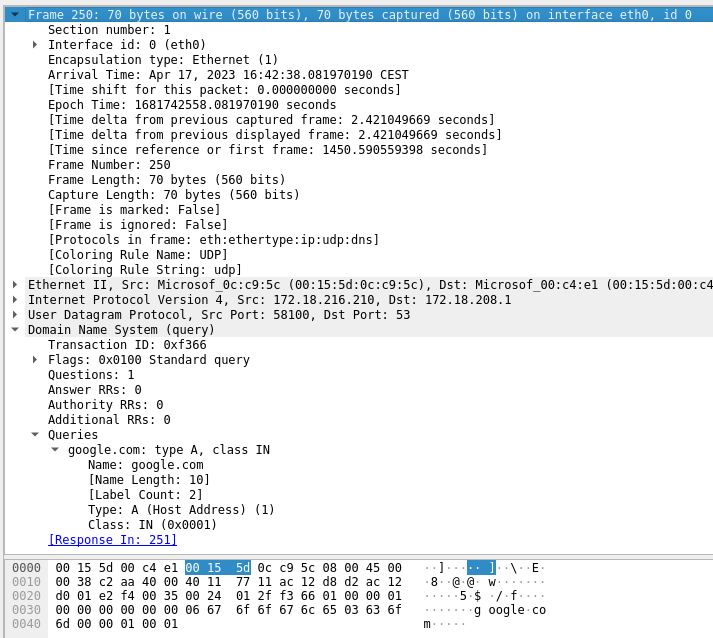 Frame 250: 70 bytes on wire (560 bits), 70 bytes captured (560 bits) on interface eth0, id 0
Section number: 1
Interface id: 0 (eth0)
Encapsulation type: Ethernet (1)
Arrival Time: Apr 17, 2023 16:42:38.081970190 CEST
[Time shift for this packet: 0.000000000 seconds]
Epoch Time: 1681742558.081970190 seconds
[Time delta from previous captured frame: 2.421049669 seconds]
[Time delta from previous displayed frame: 2.421049669 seconds]
[Time since reference or first frame: 1450.590559398 seconds]
Frame Number: 250
Frame Length: 70 bytes (560 bits)
Capture Length: 70 bytes (560 bits)
[Frame is marked: False]
[Frame is ignored: False]
[Protocols in frame: eth:ethertype:ip:udp:dns]
[Coloring Rule Name: UDP]
[Coloring Rule String: udp]
Ethernet II, Src: Microsof_0c:c9:5c (00:15:5d:0c:c9:5c), Dst: Microsof_00:c4:e1 (00:15:5d:00:c4
Internet Protocol Version 4, Src: 172.18.216.210, Dst: 172.18.208.1
User Datagram Protocol, Src Port: 58100, Dst Port: 53
Domain Name System (query)
Transaction ID: 0xf366
Flags: 0x0100 Standard query
Questions: 1
Answer RRs: 0
Authority RRs: 0
Additional RRs: 0
Queries
google.com: type A, class IN
Name: google.com
[Name Length: 10]
[Label Count: 2]
Type: A (Host Address) (1)
Class: IN (0x0001)
[Response In: 251]
0000 00 15 5d 00 c4 e1 00 15 5d 0c c9 5c 08 00 45 00 ··]····· ]··\··E·
0010 00 38 c2 aa 40 00 40 11 77 11 ac 12 d8 d2 ac 12 ·8··@·@· w·······
0020 d0 01 e2 f4 00 35 00 24 01 2f f3 66 01 00 00 01 ·····5·$ ·/·f····
0030 00 00 00 00 00 00 06 67 6f 6f 67 6c 65 03 63 6f ·······g oogle·co
0040 6d 00 00 01 00 01 m·····